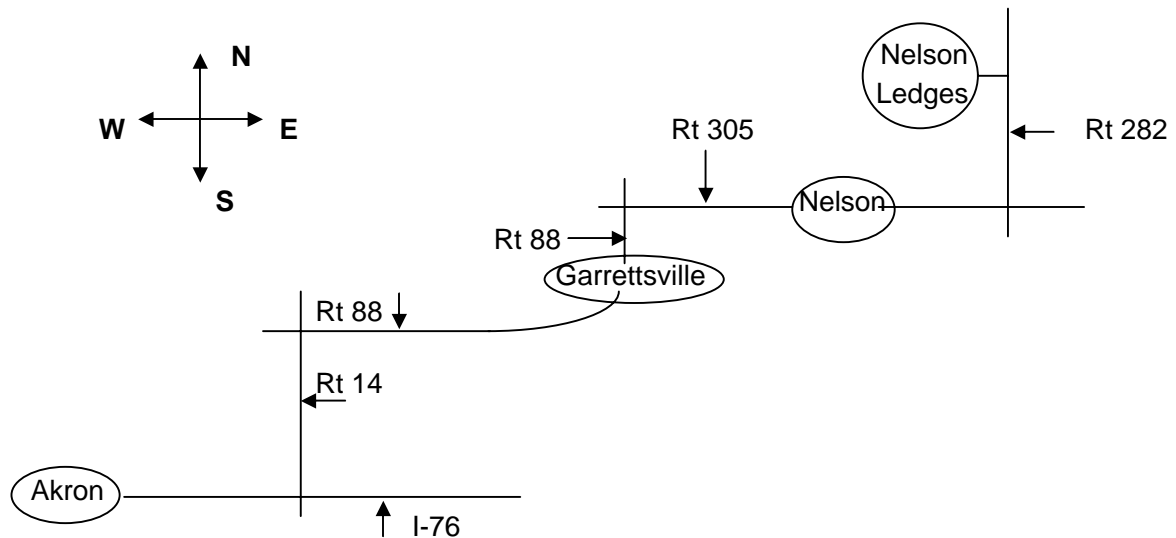 N
Nelson
Ledges
W
E
Rt 305
Rt 282
S
Nelson
Rt 88
Garrettsville
Rt 88
Rt 14
Akron
I-76